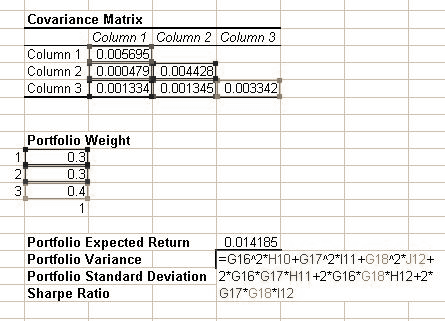 Covariance Matrix
Column 1 Column 2 Column 3
Column 1 0.005695
Column 2 0.000479 0.004428
Column 3 0.001334 0.001345 0.003342
Portfolio Weight
1 0.3
2 0.3
3 0.4
1
Portfolio Expected Return 0.014185
Portfolio Variance =G16^2*H10+G17^2*I11+G18^2*J12+
Portfolio Standard Deviation 2*G16*G17*H11+2*G16*G18*H12+2*
Sharpe Ratio G17*G18*I12